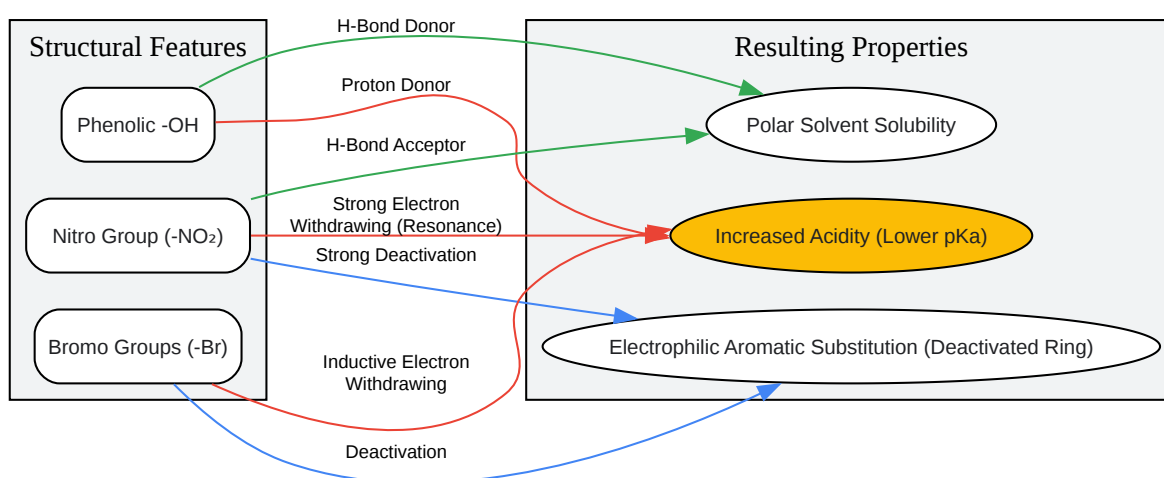 H-Bond Donor
Structural Features
Resulting Properties
Proton Donor
Phenolic -OH
Polar Solvent Solubility
H-Bond Acceptor
Strong Electron
Withdrawing (Resonance)
Nitro Group (-NO₂)
Increased Acidity (Lower pKa)
Strong Deactivation
Bromo Groups (-Br)
Electrophilic Aromatic Substitution (Deactivated Ring)
Inductive Electron
Withdrawing
Deactivation